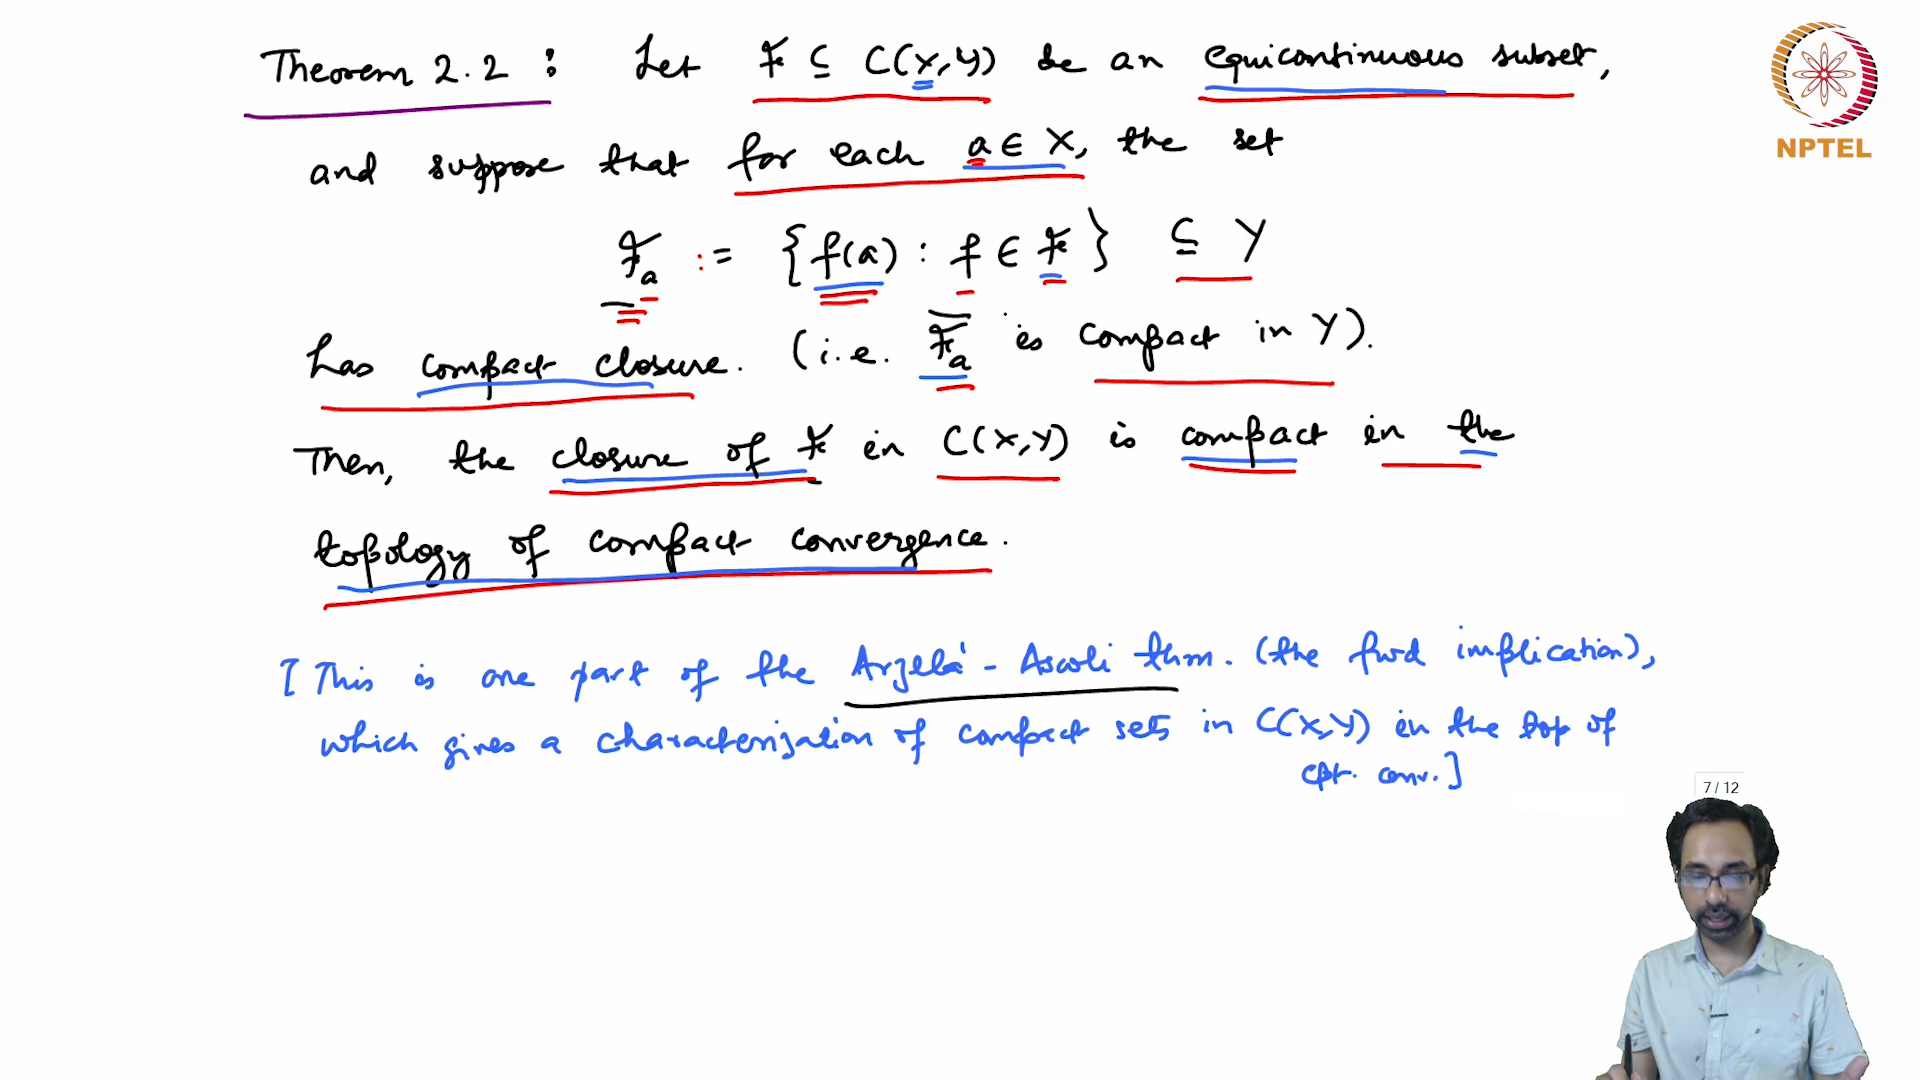 Theorem 2.2 : Let ℱ ⊆ C(X,Y) be an equicontinuous subset,
and suppose that for each a ∈ X, the set
ℱₐ := { f(a) : f ∈ ℱ } ⊆ Y
has compact closure. (i.e. ℱ̅ₐ is compact in Y).
Then, the closure of ℱ in C(X,Y) is compact in the
topology of compact convergence.
[This is one part of the Arzelá - Ascoli thm. (the fwd implication),
which gives a characterization of compact sets in C(X,Y) in the top of
cpt. conv.]
NPTEL
7 / 12